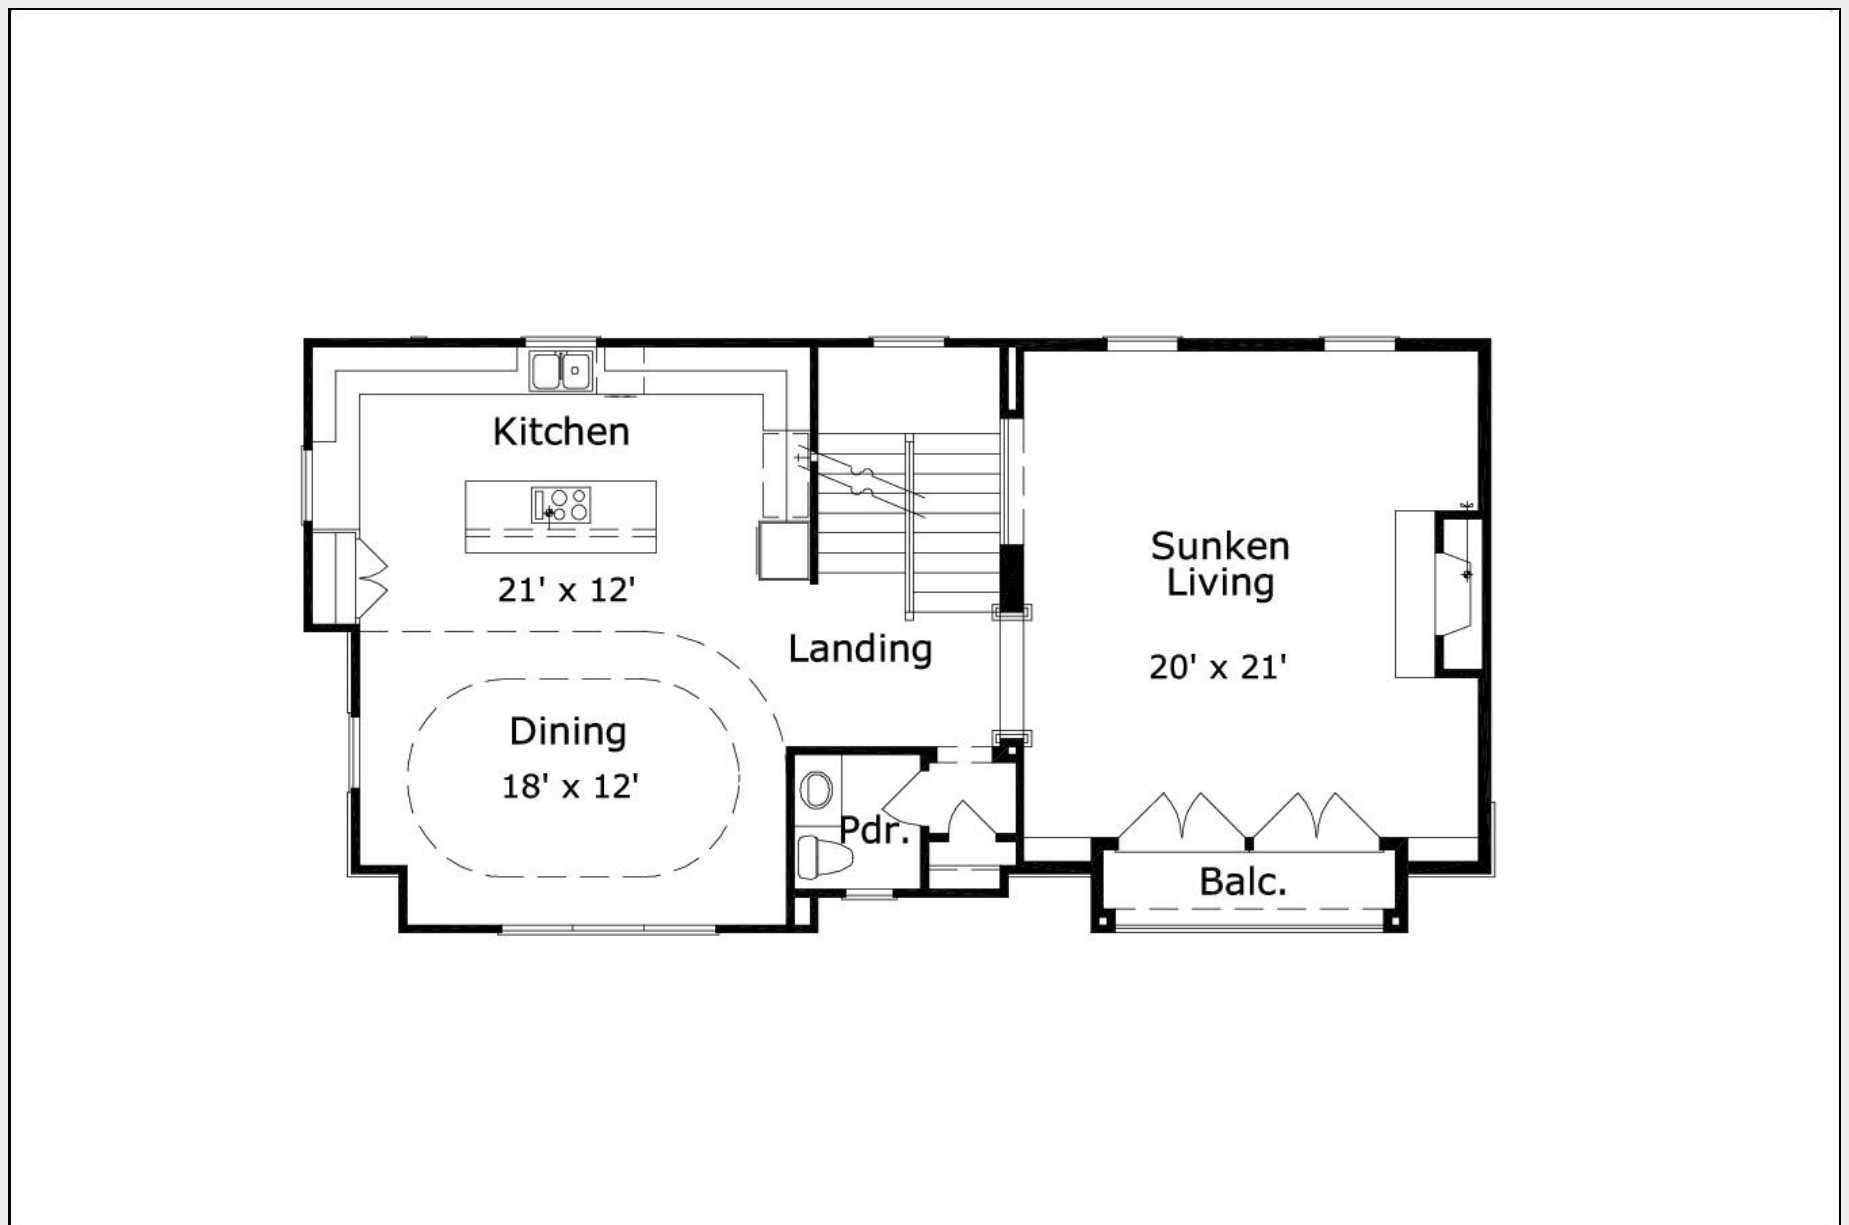 Kitchen
21' x 12'
Landing
Dining
18' x 12'
Pdr.
Sunken
Living
20' x 21'
Balc.